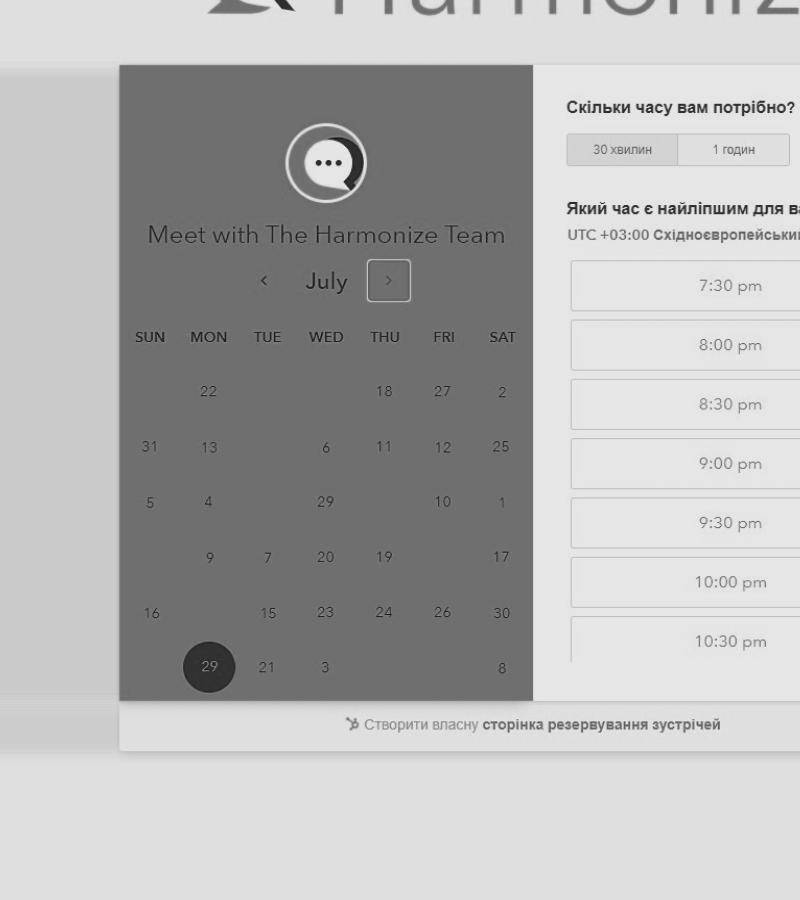 Harmoniz
Meet with The Harmonize Team
July
SUN MON TUE WED THU FRI SAT
22 18 27 2
31 13 6 11 12 25
5 4 29 10 1
9 7 20 19 17
16 15 23 24 26 30
29 21 3 8
Скільки часу вам потрібно?
30 хвилин 1 годин
Який час є найліпшим для ва
UTC +03:00 Східноєвропейський
7:30 pm
8:00 pm
8:30 pm
9:00 pm
9:30 pm
10:00 pm
10:30 pm
Створити власну сторінка резервування зустрічей